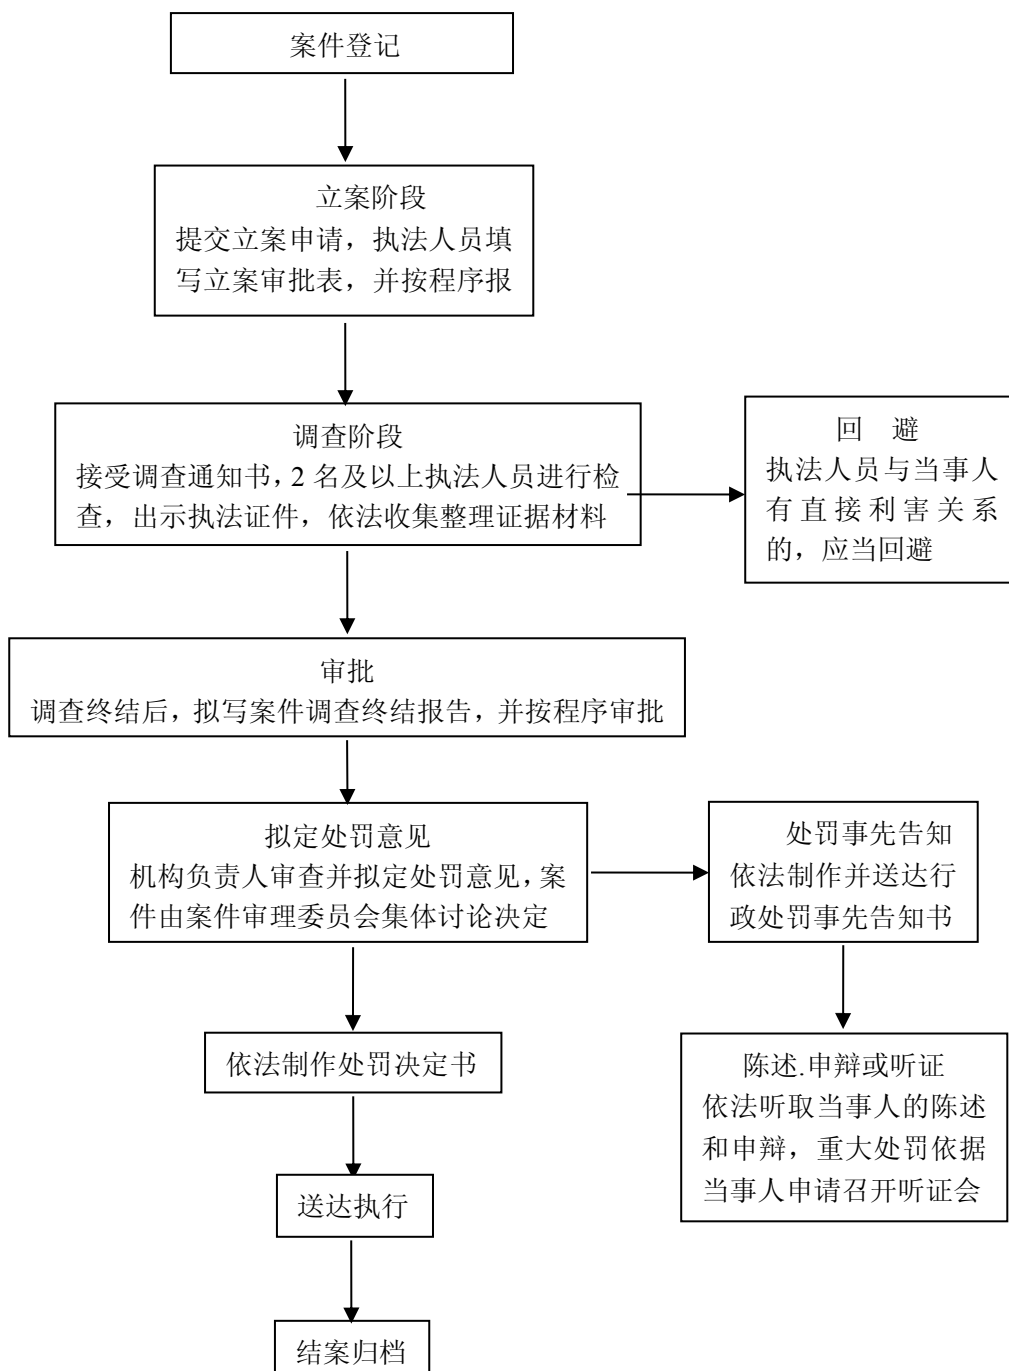 案件登记
立案阶段
提交立案申请，执法人员填
写立案审批表，并按程序报
调查阶段
接受调查通知书，2 名及以上执法人员进行检
查，出示执法证件，依法收集整理证据材料
回　避
执法人员与当事人
有直接利害关系
的，应当回避
审批
调查终结后，拟写案件调查终结报告，并按程序审批
拟定处罚意见
机构负责人审查并拟定处罚意见，案
件由案件审理委员会集体讨论决定
处罚事先告知
依法制作并送达行
政处罚事先告知书
依法制作处罚决定书
陈述.申辩或听证
依法听取当事人的陈述
和申辩，重大处罚依据
当事人申请召开听证会
送达执行
结案归档